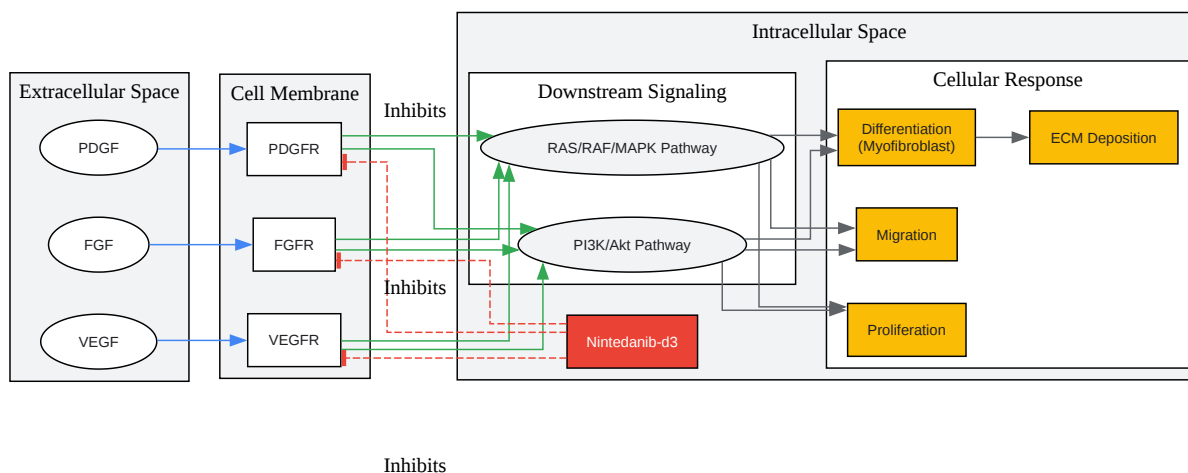 Intracellular Space
Extracellular Space
Cell Membrane
Inhibits
Downstream Signaling
Cellular Response
PDGF
PDGFR
RAS/RAF/MAPK Pathway
Differentiation
(Myofibroblast)
ECM Deposition
FGF
FGFR
PI3K/Akt Pathway
Migration
Inhibits
VEGF
VEGFR
Nintedanib-d3
Proliferation
Inhibits